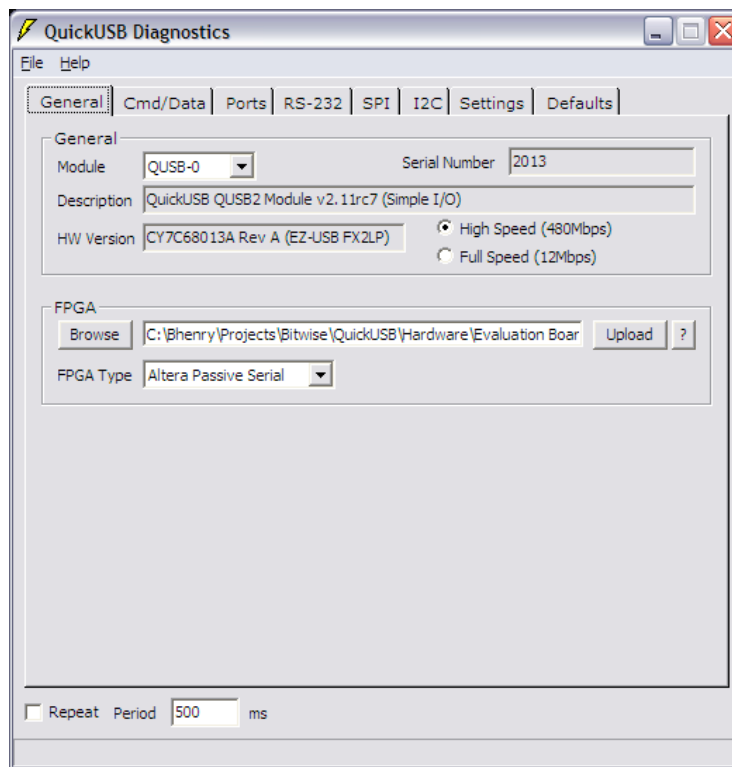 QuickUSB Diagnostics
File Help
General Cmd/Data Ports RS-232 SPI I2C Settings Defaults
General
Module QUSB-0 Serial Number 2013
Description QuickUSB QUSB2 Module v2.11rc7 (Simple I/O)
HW Version CY7C68013A Rev A (EZ-USB FX2LP) High Speed (480Mbps)
Full Speed (12Mbps)
FPGA
Browse C:\Bhenry\Projects\Bitwise\QuickUSB\Hardware\Evaluation Boar Upload ?
FPGA Type Altera Passive Serial
Repeat Period 500 ms